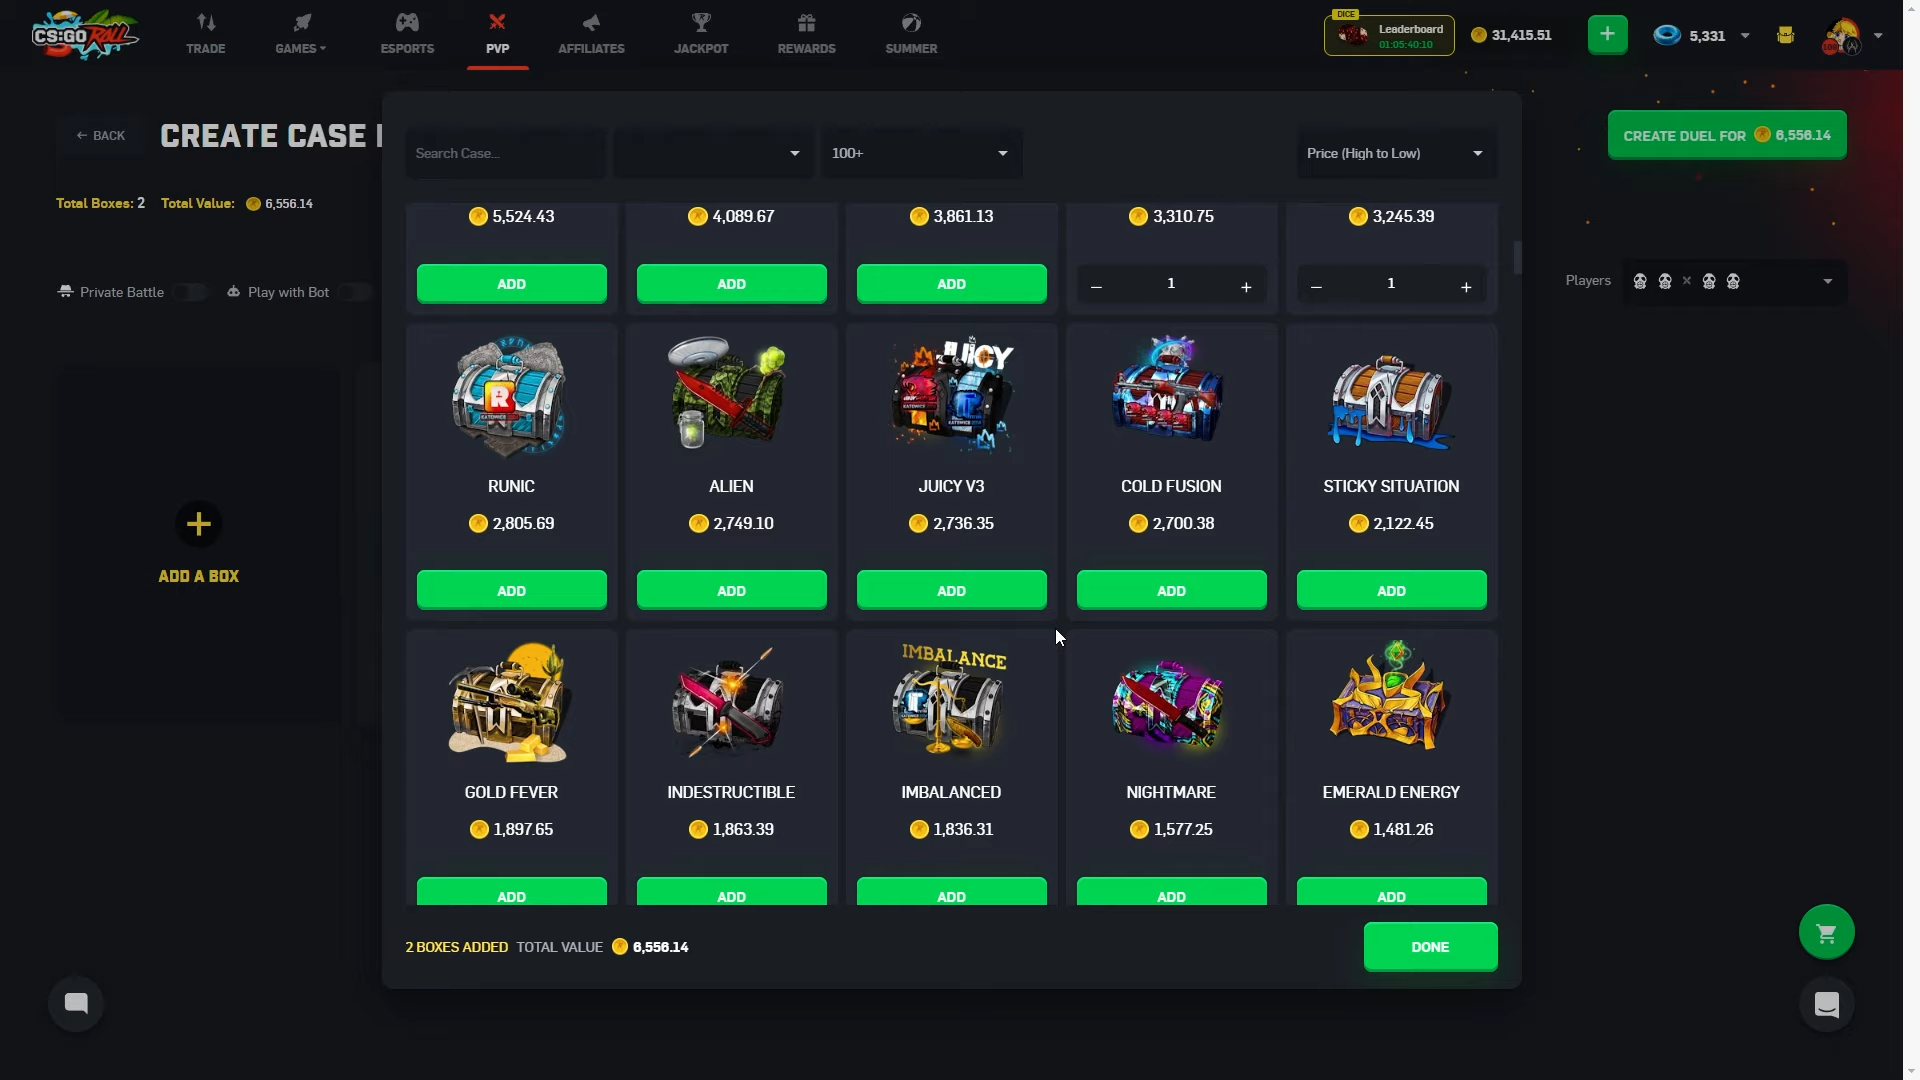 CS:GO ROLL
TRADE
GAMES
ESPORTS
PVP
AFFILIATES
JACKPOT
REWARDS
SUMMER
DICE
Leaderboard
01:05:40:10
31,415.51
+
5,331
100
← BACK
CREATE CASE
CREATE DUEL FOR 6,556.14
Total Boxes: 2 Total Value: 6,556.14
Private Battle
Play with Bot
Players
ADD A BOX
Search Case...
100+
Price (High to Low)
5,524.43
4,089.67
3,861.13
3,310.75
3,245.39
ADD
ADD
ADD
– 1 +
– 1 +
R
JUICY
RUNIC
ALIEN
JUICY V3
COLD FUSION
STICKY SITUATION
2,805.69
2,749.10
2,736.35
2,700.38
2,122.45
ADD
ADD
ADD
ADD
ADD
IMBALANCE
GOLD FEVER
INDESTRUCTIBLE
IMBALANCED
NIGHTMARE
EMERALD ENERGY
1,897.65
1,863.39
1,836.31
1,577.25
1,481.26
ADD
ADD
ADD
ADD
ADD
2 BOXES ADDED TOTAL VALUE 6,556.14
DONE